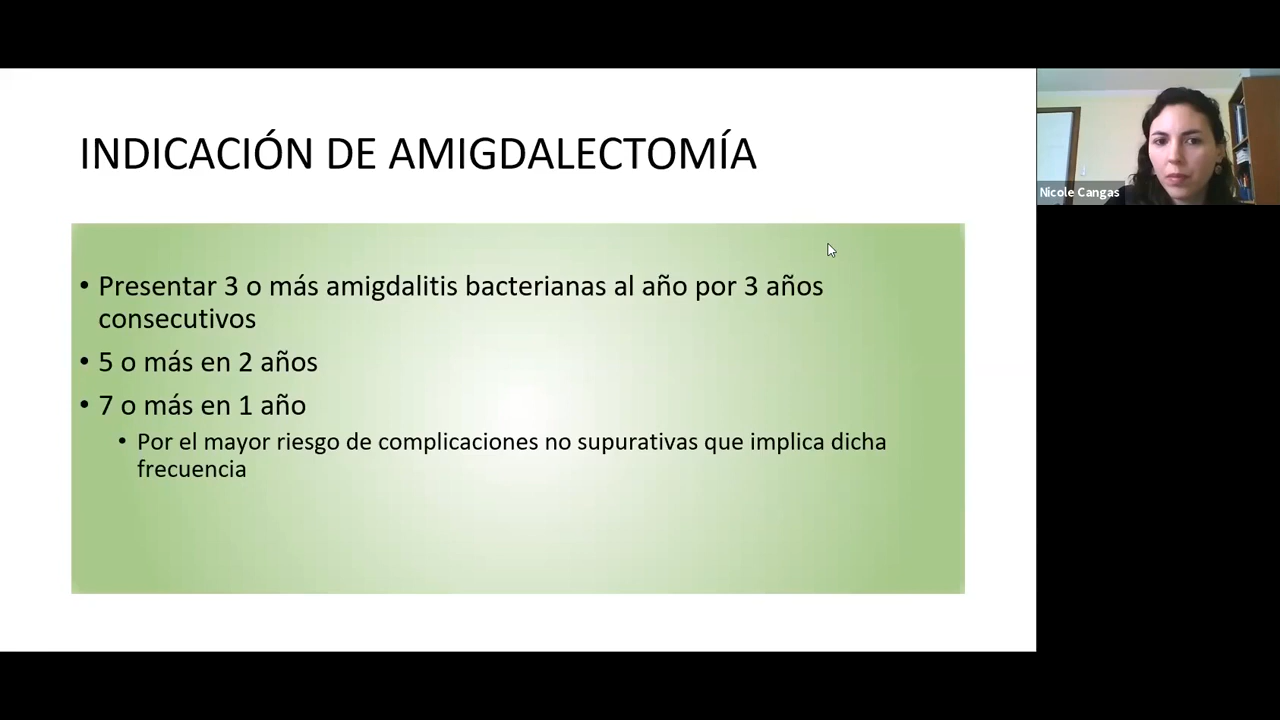 INDICACIÓN DE AMIGDALECTOMÍA
Nicole Cangas
• Presentar 3 o más amigdalitis bacterianas al año por 3 años
consecutivos
• 5 o más en 2 años
• 7 o más en 1 año
• Por el mayor riesgo de complicaciones no supurativas que implica dicha
frecuencia